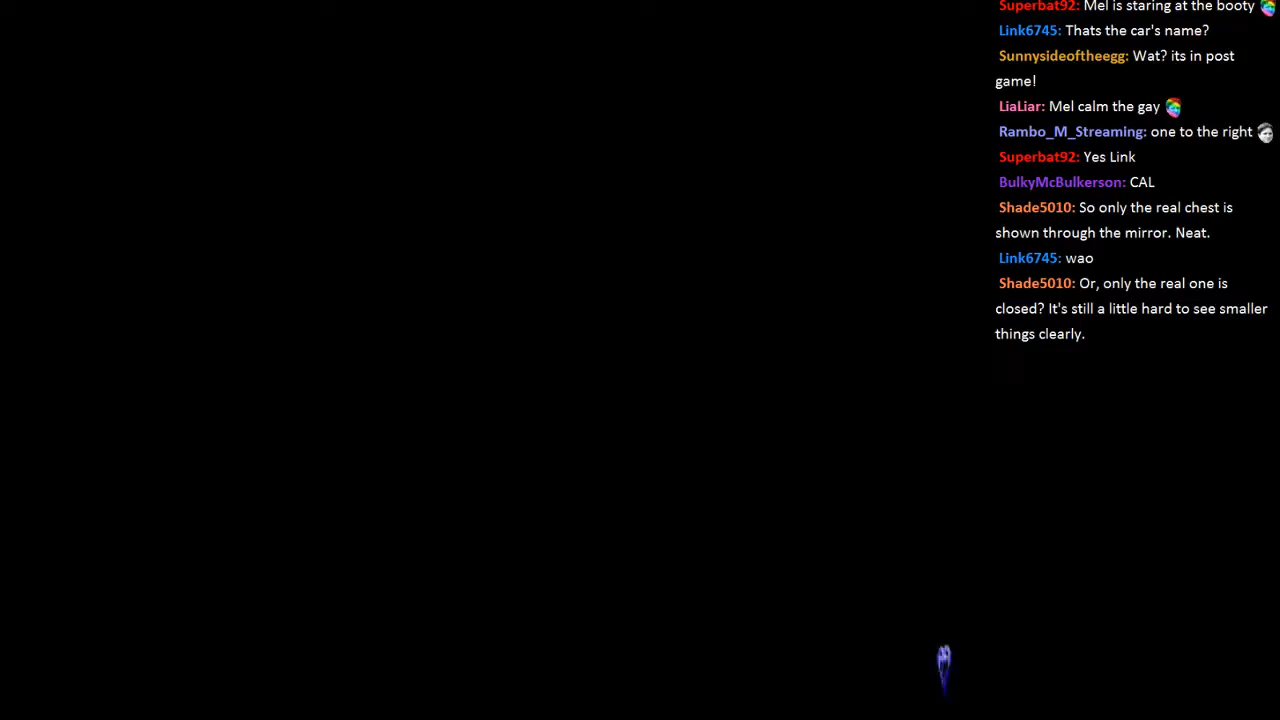 Superbat92: Mel is staring at the booty
Link6745: Thats the car's name?
Sunnysideoftheegg: Wat? its in post
game!
LiaLiar: Mel calm the gay
Rambo_M_Streaming: one to the right
Superbat92: Yes Link
BulkyMcBulkerson: CAL
Shade5010: So only the real chest is
shown through the mirror. Neat.
Link6745: wao
Shade5010: Or, only the real one is
closed? It's still a little hard to see smaller
things clearly.